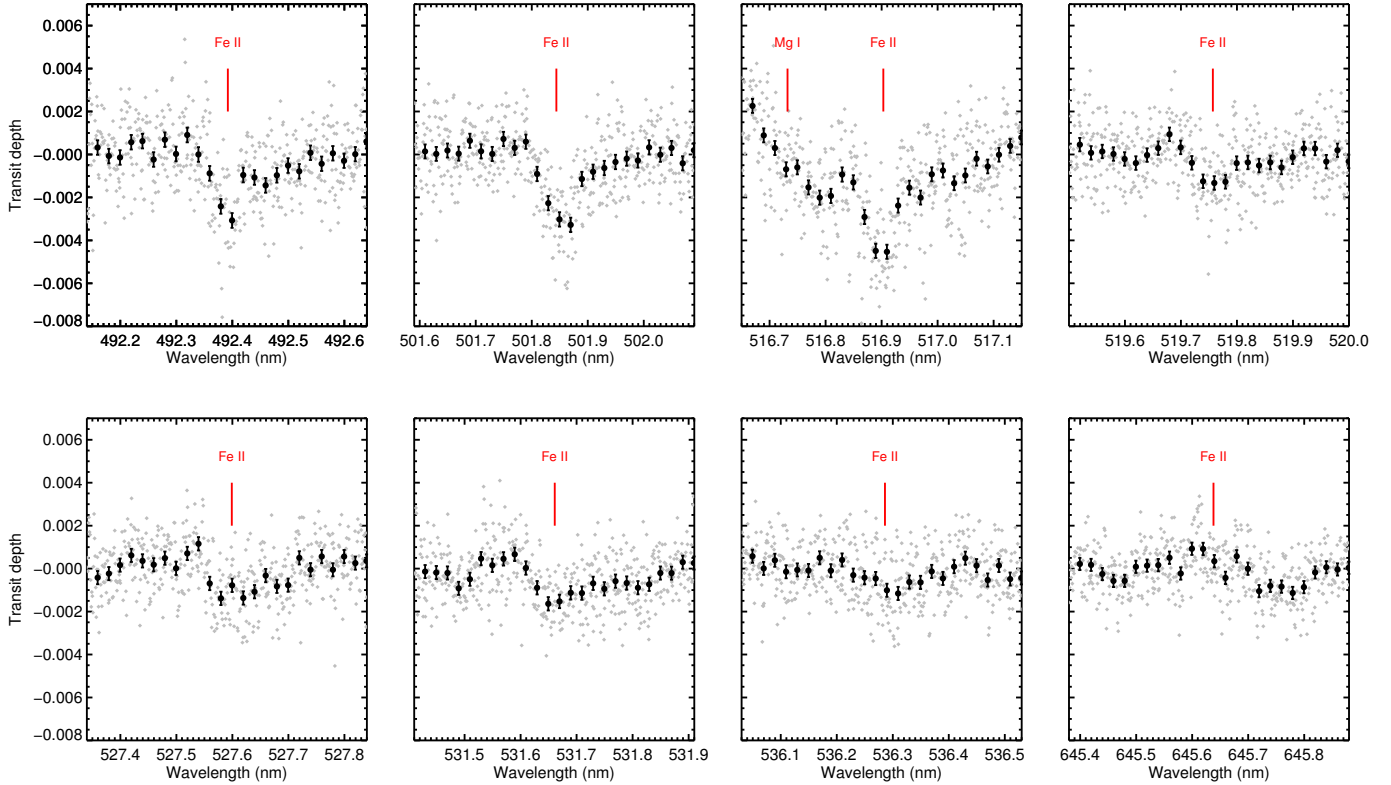 Fe II
Fe II
Mg I Fe II
Fe II
0.006
0.004
0.002
−0.000
−0.002
−0.004
−0.006
−0.008
Transit depth
492.2 492.3 492.4 492.5 492.6
501.6 501.7 501.8 501.9 502.0
516.7 516.8 516.9 517.0 517.1
519.6 519.7 519.8 519.9 520.0
Wavelength (nm)
Wavelength (nm)
Wavelength (nm)
Wavelength (nm)
Fe II
Fe II
Fe II
Fe II
0.006
0.004
0.002
−0.000
−0.002
−0.004
−0.006
−0.008
Transit depth
527.4 527.5 527.6 527.7 527.8
531.5 531.6 531.7 531.8 531.9
536.1 536.2 536.3 536.4 536.5
645.4 645.5 645.6 645.7 645.8
Wavelength (nm)
Wavelength (nm)
Wavelength (nm)
Wavelength (nm)